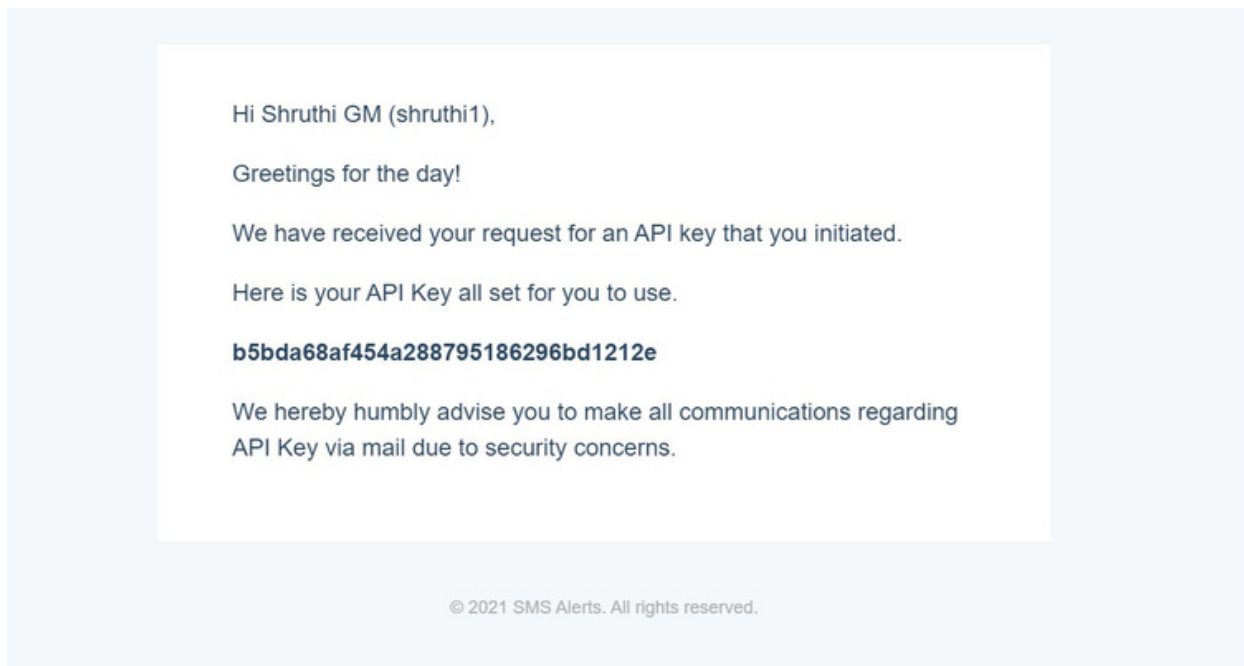 Hi Shruthi GM (shruthi1),
Greetings for the day!
We have received your request for an API key that you initiated.
Here is your API Key all set for you to use.
b5bda68af454a288795186296bd1212e
We hereby humbly advise you to make all communications regarding
API Key via mail due to security concerns.
© 2021 SMS Alerts. All rights reserved.